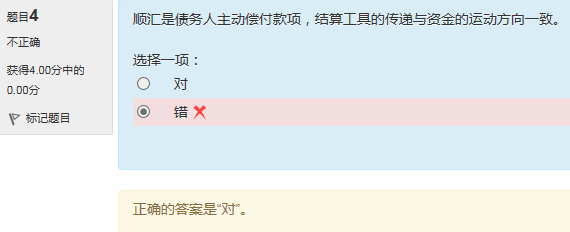 题目4
不正确
获得4.00分中的
0.00分
标记题目
顺汇是债务人主动偿付款项，结算工具的传递与资金的运动方向一致。
选择一项：
对
错
正确的答案是“对”。